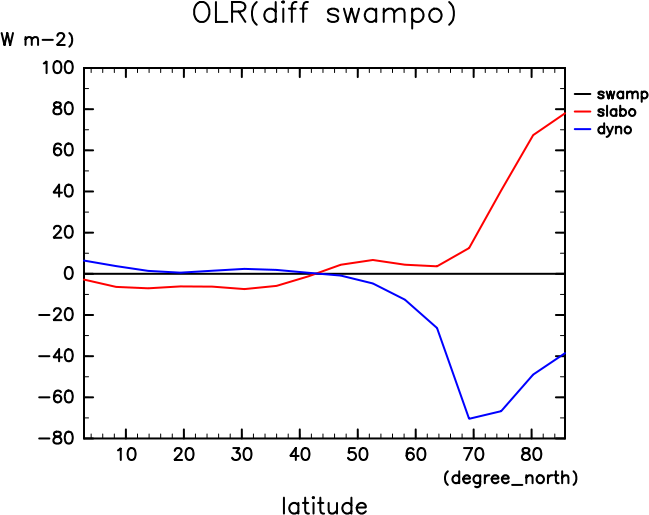 OLR(diff swampo)
W m-2)
swamp
slabo
dyno
100
80
60
40
20
0
-20
-40
-60
-80
10 20 30 40 50 60 70 80
(degree_north)
latitude